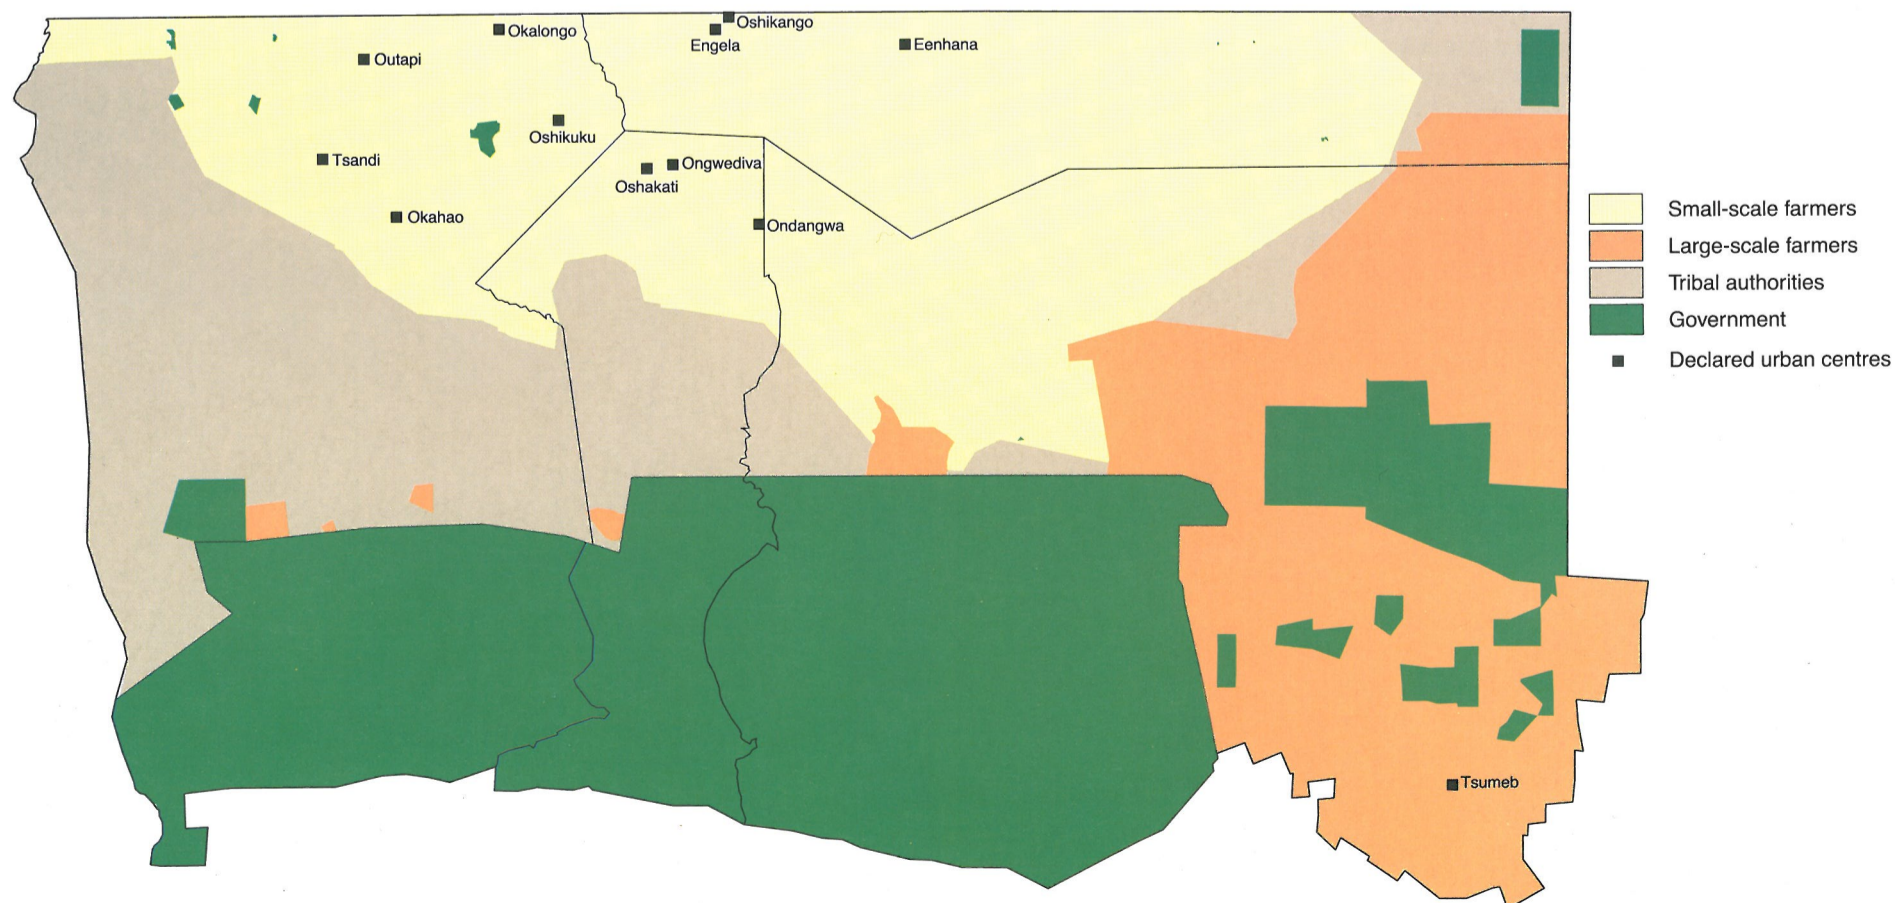 Oshikango
Okalongo
Engela
Eenhana
Outapi
Oshikuku
Tsandi
Ongwediva
Oshakati
Okahao
Ondangwa
Small-scale farmers
Large-scale farmers
Tribal authorities
Government
Declared urban centres
Tsumeb